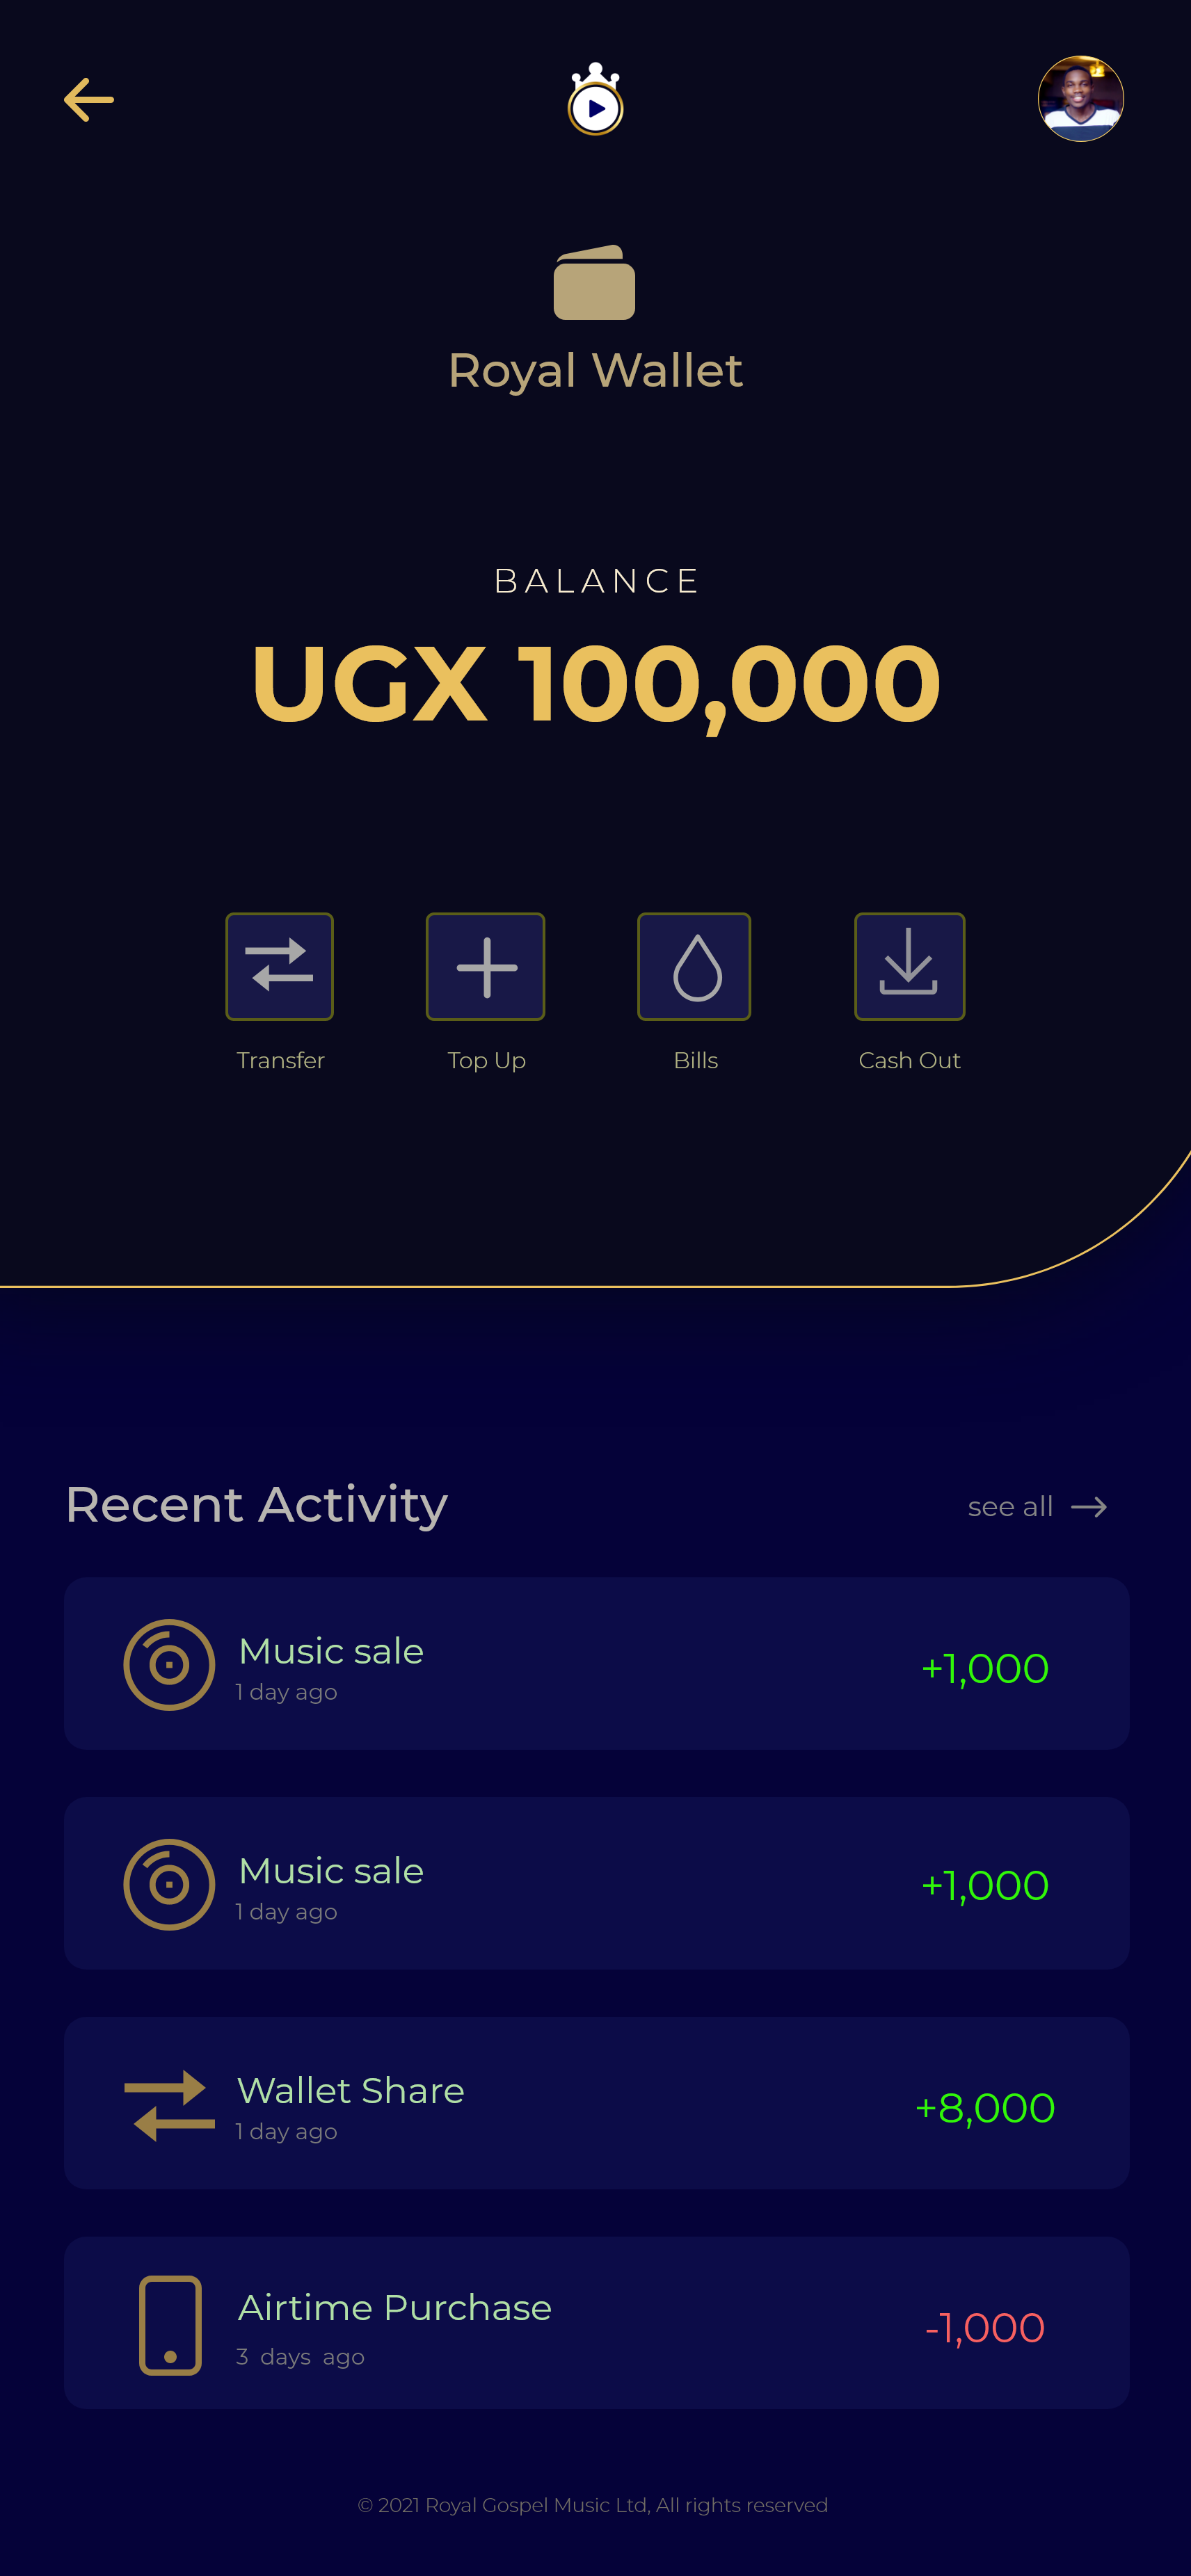 Royal Wallet
BALANCE
UGX 100,000
Transfer Top Up Bills Cash Out
Recent Activity see all
Music sale
1 day ago
+1,000
Music sale
1 day ago
+1,000
Wallet Share
1 day ago
+8,000
Airtime Purchase
3 days ago
-1,000
© 2021 Royal Gospel Music Ltd, All rights reserved